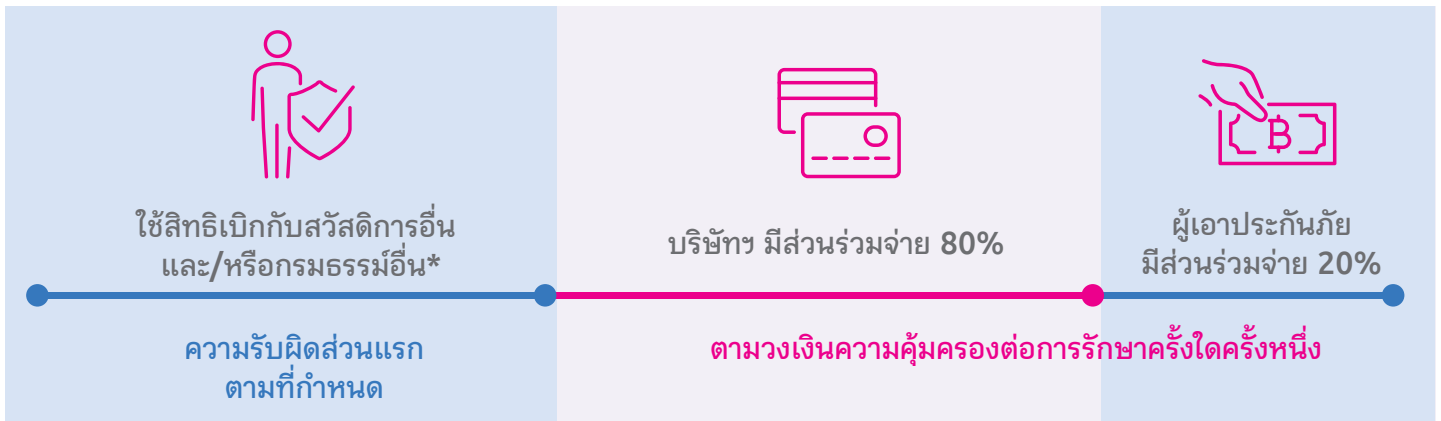 ใช้สิทธิเบิกกับสวัสดิการอื่น
และ/หรือกรมธรรม์อื่น*
บริษัทฯ มีส่วนร่วมจ่าย 80%
ผู้เอาประกันภัย
มีส่วนร่วมจ่าย 20%
ความรับผิดส่วนแรก
ตามที่กำหนด
ตามวงเงินความคุ้มครองต่อการรักษาครั้งใดครั้งหนึ่ง
฿